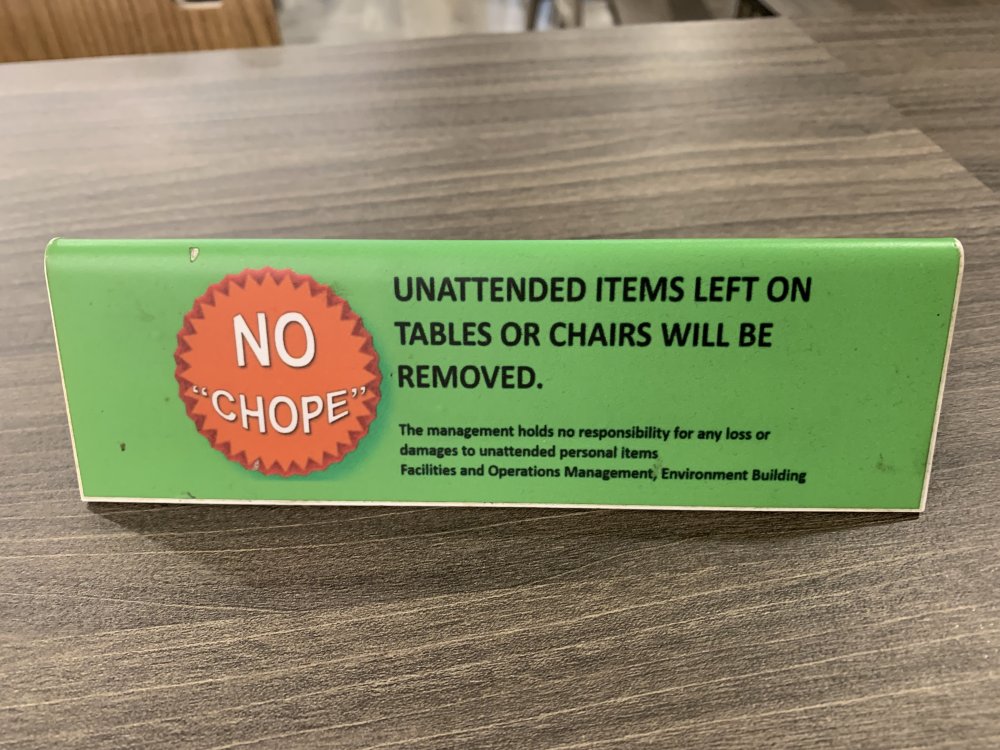 NO
“CHOPE”
UNATTENDED ITEMS LEFT ON
TABLES OR CHAIRS WILL BE
REMOVED.
The management holds no responsibility for any loss or
damages to unattended personal items
Facilities and Operations Management, Environment Building